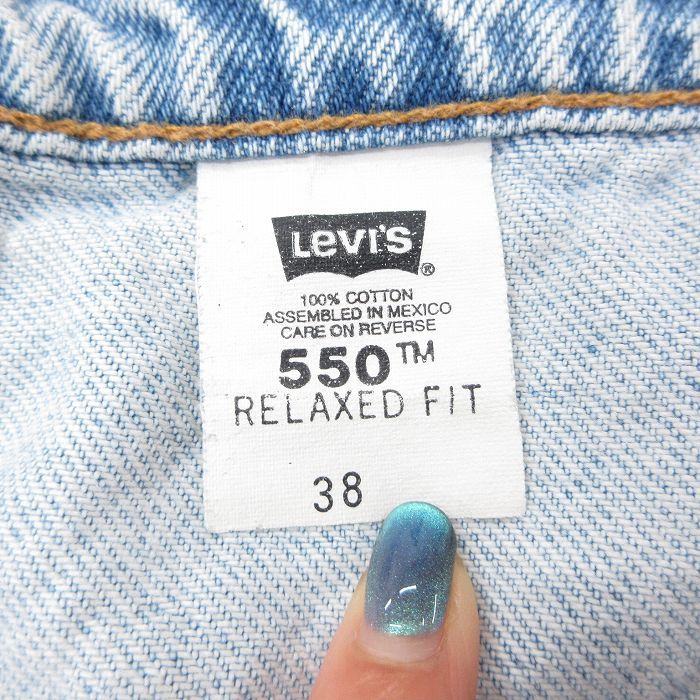 Levi's ®
100% COTTON
ASSEMBLED IN MEXICO
CARE ON REVERSE
550™
RELAXED FIT
38